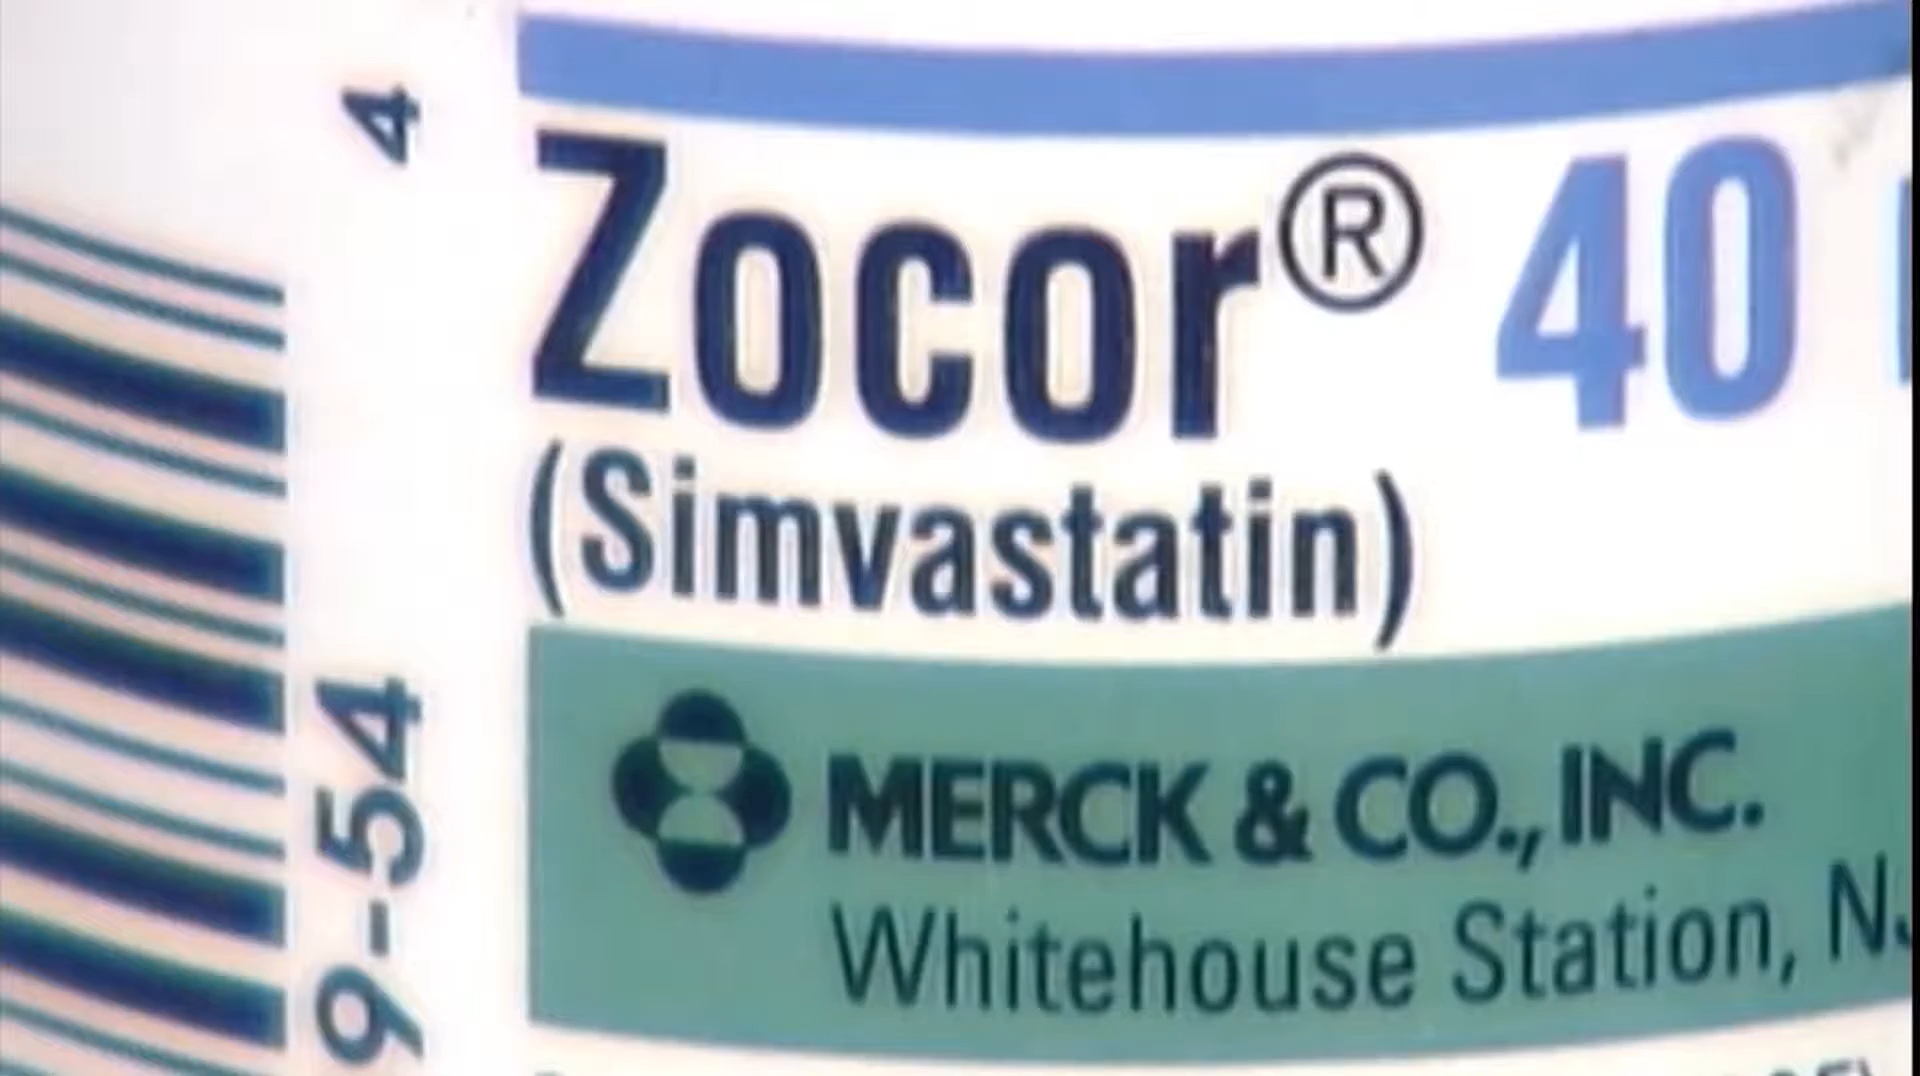 4
9-54
Zocor® 40
(Simvastatin)
MERCK & CO., INC.
Whitehouse Station,